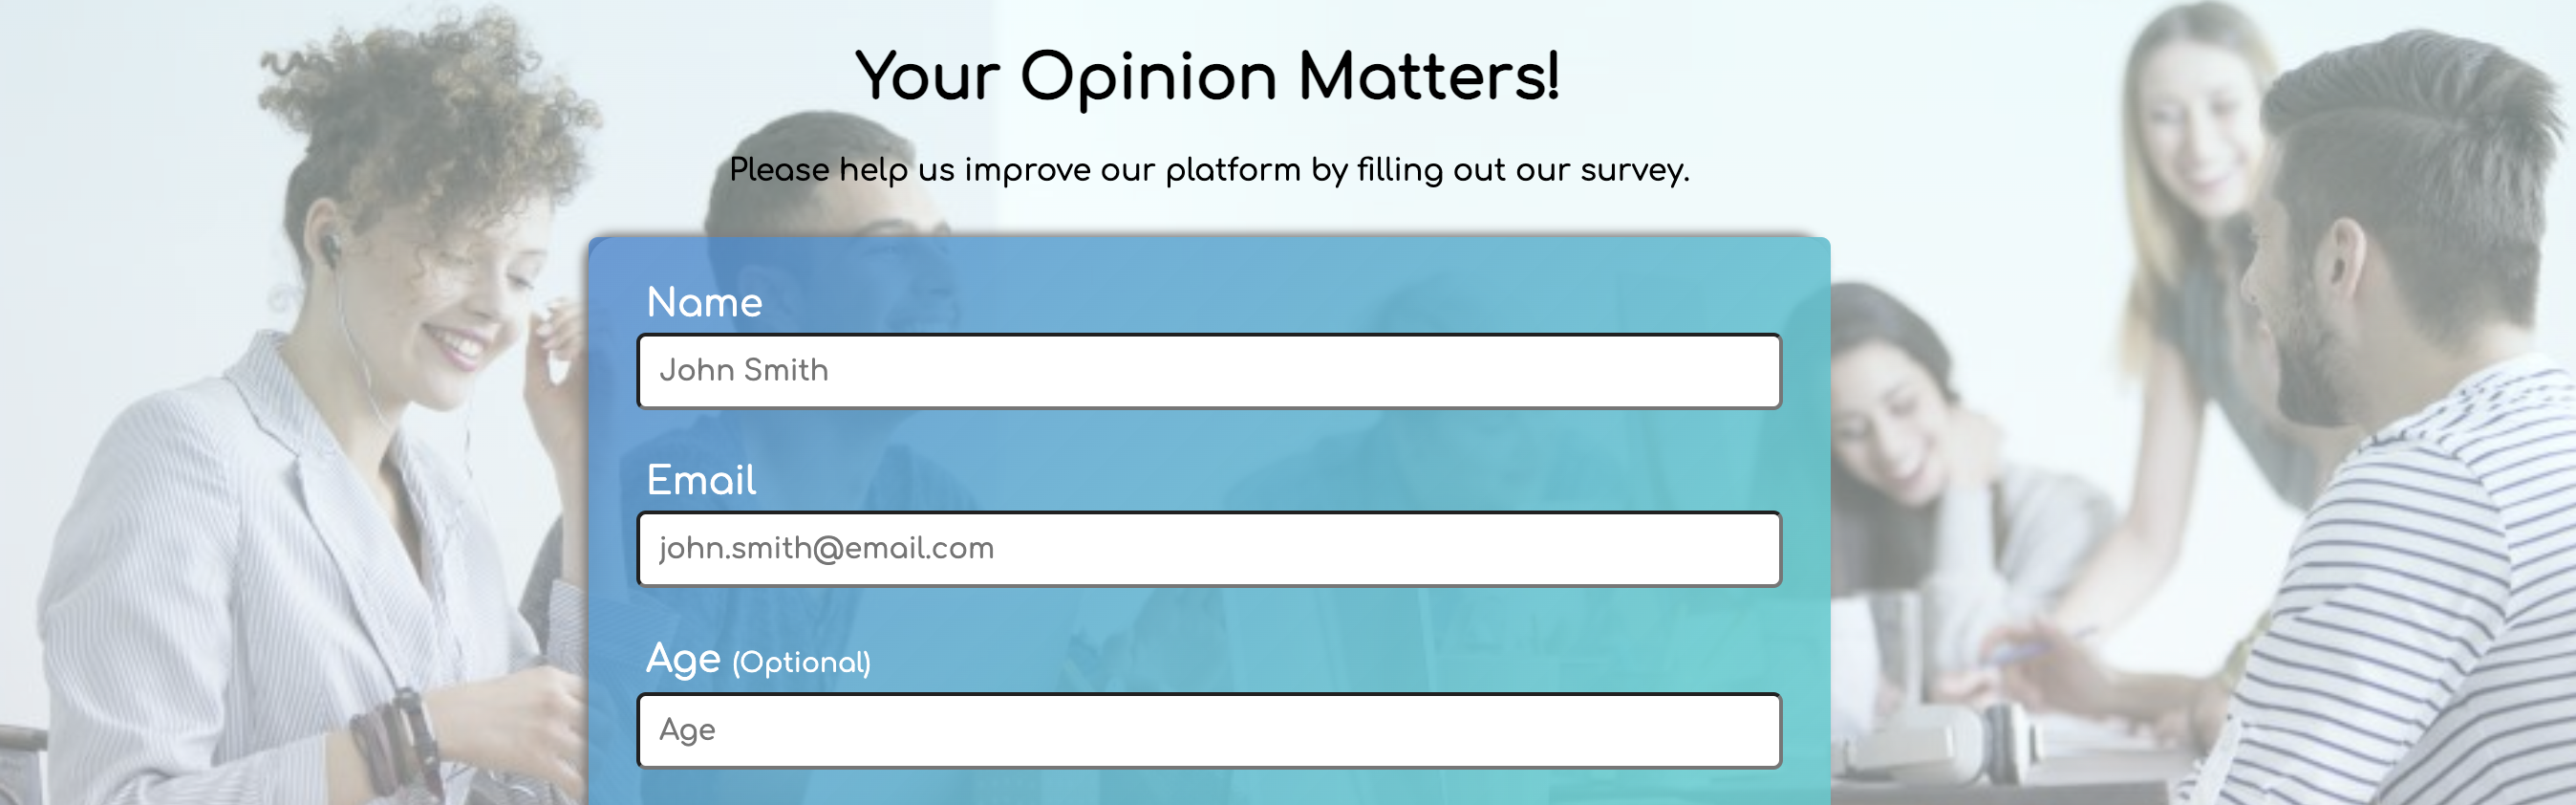 Your Opinion Matters!
Please help us improve our platform by filling out our survey.
Name
John Smith
Email
john.smith@email.com
Age (Optional)
Age